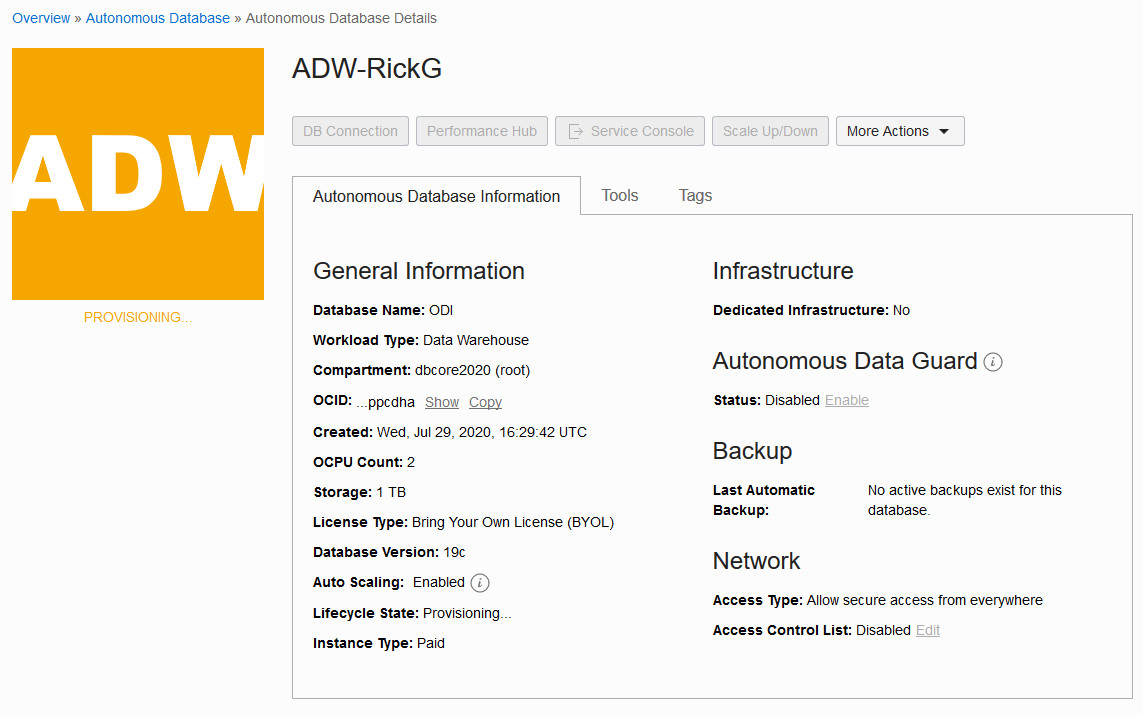 Overview » Autonomous Database » Autonomous Database Details
ADW
PROVISIONING...
ADW-RickG
DB Connection Performance Hub Service Console Scale Up/Down More Actions
Autonomous Database Information Tools Tags
General Information
Database Name: ODI
Workload Type: Data Warehouse
Compartment: dbcore2020 (root)
OCID: ...ppcdha Show Copy
Created: Wed, Jul 29, 2020, 16:29:42 UTC
OCPU Count: 2
Storage: 1 TB
License Type: Bring Your Own License (BYOL)
Database Version: 19c
Auto Scaling: Enabled i
Lifecycle State: Provisioning...
Instance Type: Paid
Infrastructure
Dedicated Infrastructure: No
Autonomous Data Guard i
Status: Disabled Enable
Backup
Last Automatic Backup: No active backups exist for this
database.
Network
Access Type: Allow secure access from everywhere
Access Control List: Disabled Edit